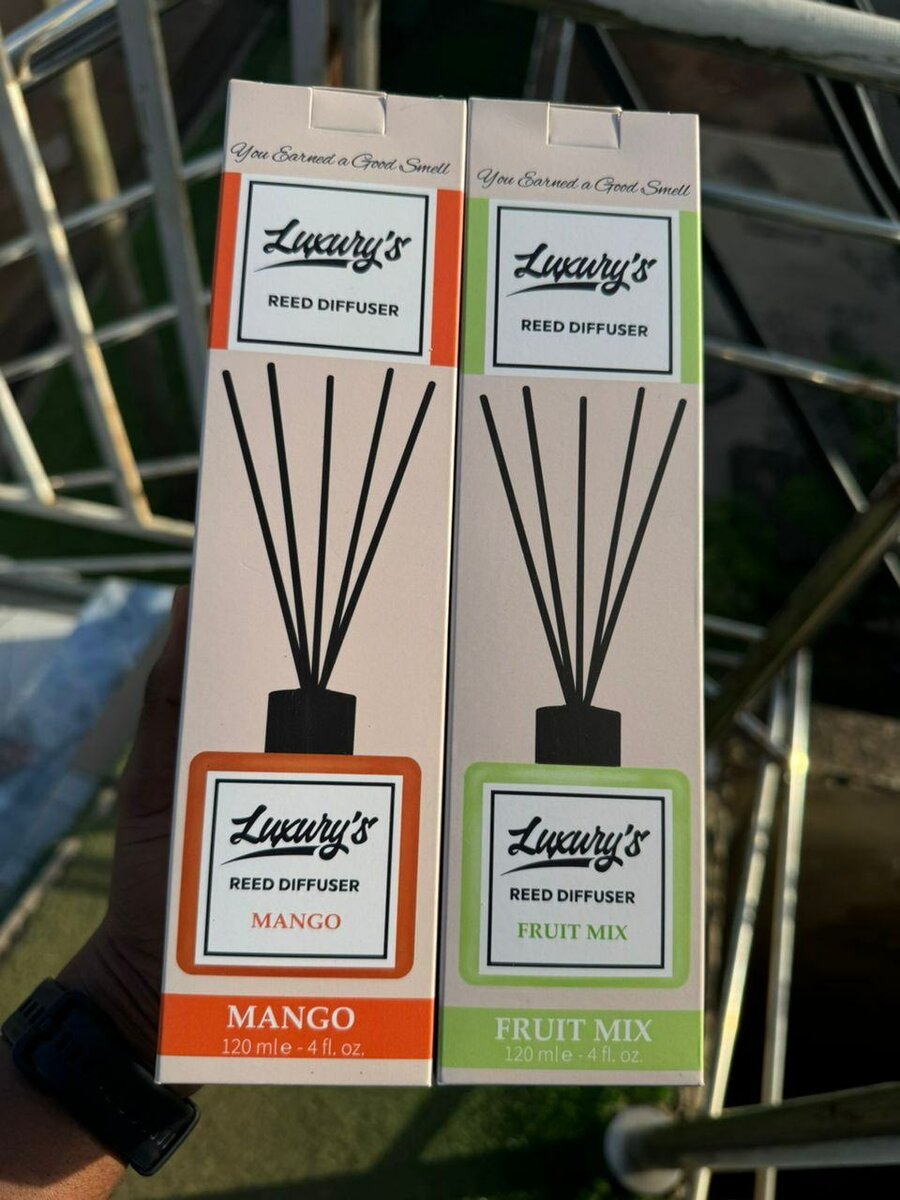 You Earned a Good Smell
Luxury's
REED DIFFUSER
Luxury's
REED DIFFUSER
MANGO
MANGO
120 ml e - 4 fl. oz.
You Earned a Good Smell
Luxury's
REED DIFFUSER
Luxury's
REED DIFFUSER
FRUIT MIX
FRUIT MIX
120 ml e - 4 fl. oz.